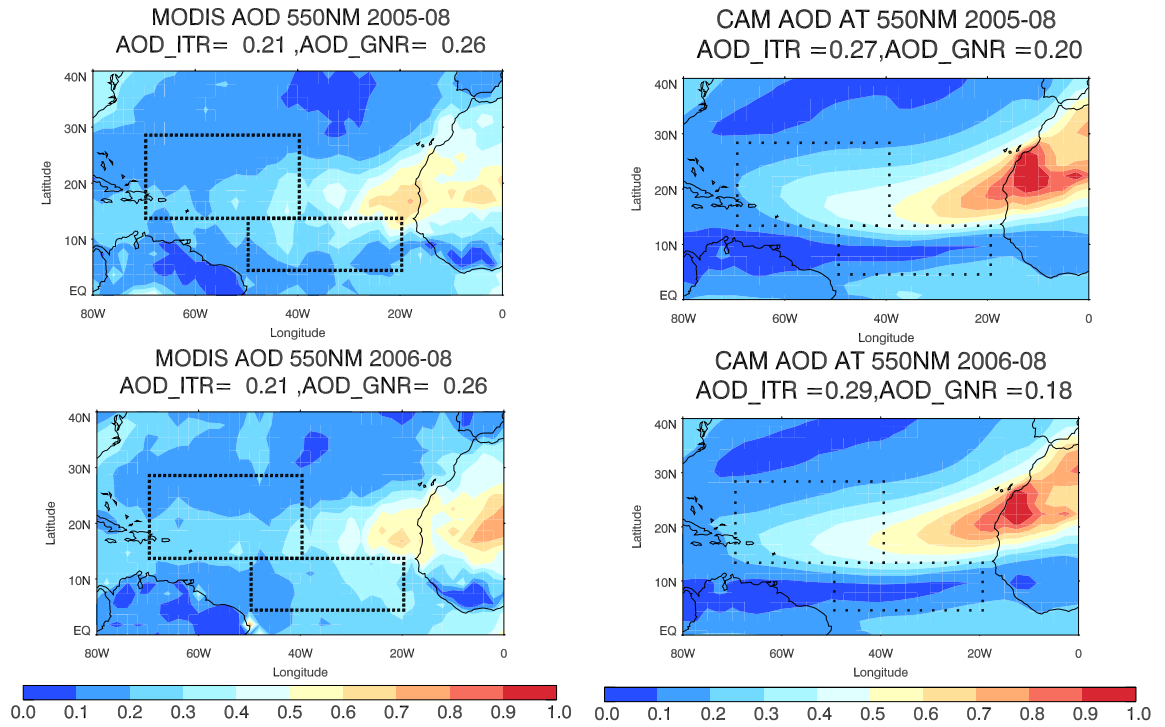 MODIS AOD 550NM 2005-08
AOD_ITR= 0.21 ,AOD_GNR= 0.26
40N
30N
20N
10N
EQ
Latitude
80W 60W 40W 20W 0
Longitude
CAM AOD AT 550NM 2005-08
AOD_ITR =0.27,AOD_GNR =0.20
40N
30N
20N
10N
EQ
Latitude
80W 60W 40W 20W 0
Longitude
MODIS AOD 550NM 2006-08
AOD_ITR= 0.21 ,AOD_GNR= 0.26
40N
30N
20N
10N
EQ
Latitude
80W 60W 40W 20W 0
Longitude
CAM AOD AT 550NM 2006-08
AOD_ITR =0.29,AOD_GNR =0.18
40N
30N
20N
10N
EQ
Latitude
80W 60W 40W 20W 0
Longitude
0.0 0.1 0.2 0.3 0.4 0.5 0.6 0.7 0.8 0.9 1.0
0.0 0.1 0.2 0.3 0.4 0.5 0.6 0.7 0.8 0.9 1.0